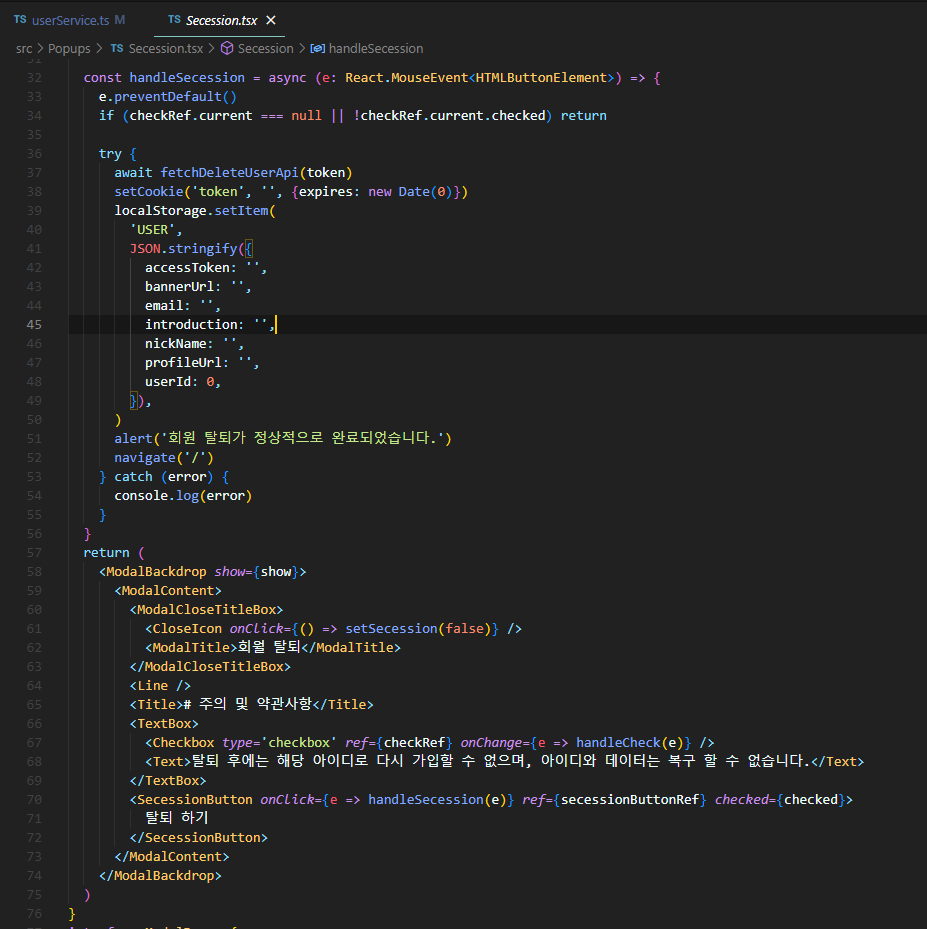 TS userService.ts M TS Secession.tsx ×
src > Popups > TS Secession.tsx > Secession > handleSecession
31
32 const handleSecession = async (e: React.MouseEvent<HTMLButtonElement>) => {
33 e.preventDefault()
34 if (checkRef.current === null || !checkRef.current.checked) return
35
36 try {
37 await fetchDeleteUserApi(token)
38 setCookie('token', '', {expires: new Date(0)})
39 localStorage.setItem(
40 'USER',
41 JSON.stringify({
42 accessToken: '',
43 bannerUrl: '',
44 email: '',
45 introduction: '',
46 nickName: '',
47 profileUrl: '',
48 userId: 0,
49 }),
50 )
51 alert('회원 탈퇴가 정상적으로 완료되었습니다.')
52 navigate('/')
53 } catch (error) {
54 console.log(error)
55 }
56 }
57 return (
58 <ModalBackdrop show={show}>
59 <ModalContent>
60 <ModalCloseTitleBox>
61 <CloseIcon onClick={() => setSecession(false)} />
62 <ModalTitle>회월 탈퇴</ModalTitle>
63 </ModalCloseTitleBox>
64 <Line />
65 <Title># 주의 및 약관사항</Title>
66 <TextBox>
67 <Checkbox type='checkbox' ref={checkRef} onChange={e => handleCheck(e)} />
68 <Text>탈퇴 후에는 해당 아이디로 다시 가입할 수 없으며, 아이디와 데이터는 복구 할 수 없습니다.</Text>
69 </TextBox>
70 <SecessionButton onClick={e => handleSecession(e)} ref={secessionButtonRef} checked={checked}>
71 탈퇴 하기
72 </SecessionButton>
73 </ModalContent>
74 </ModalBackdrop>
75 )
76 }